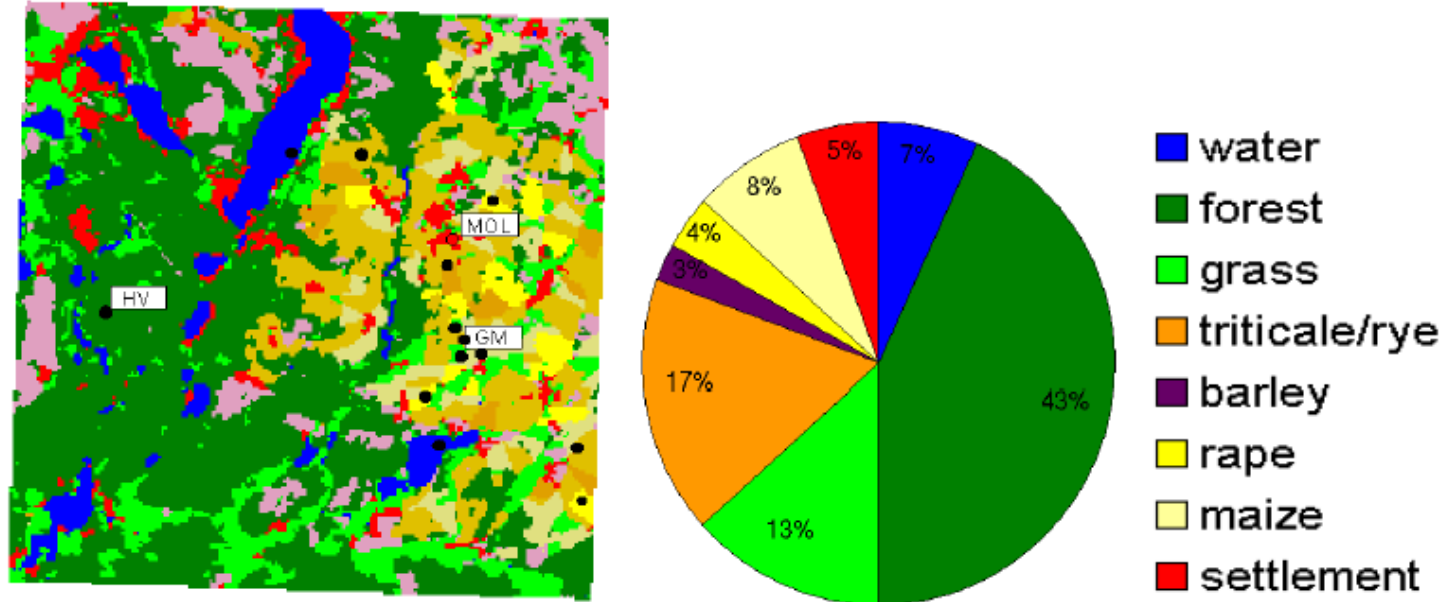 MOL
HV
GM
5%
7%
8%
4%
3%
17%
43%
13%
water
forest
grass
triticale/rye
barley
rape
maize
settlement